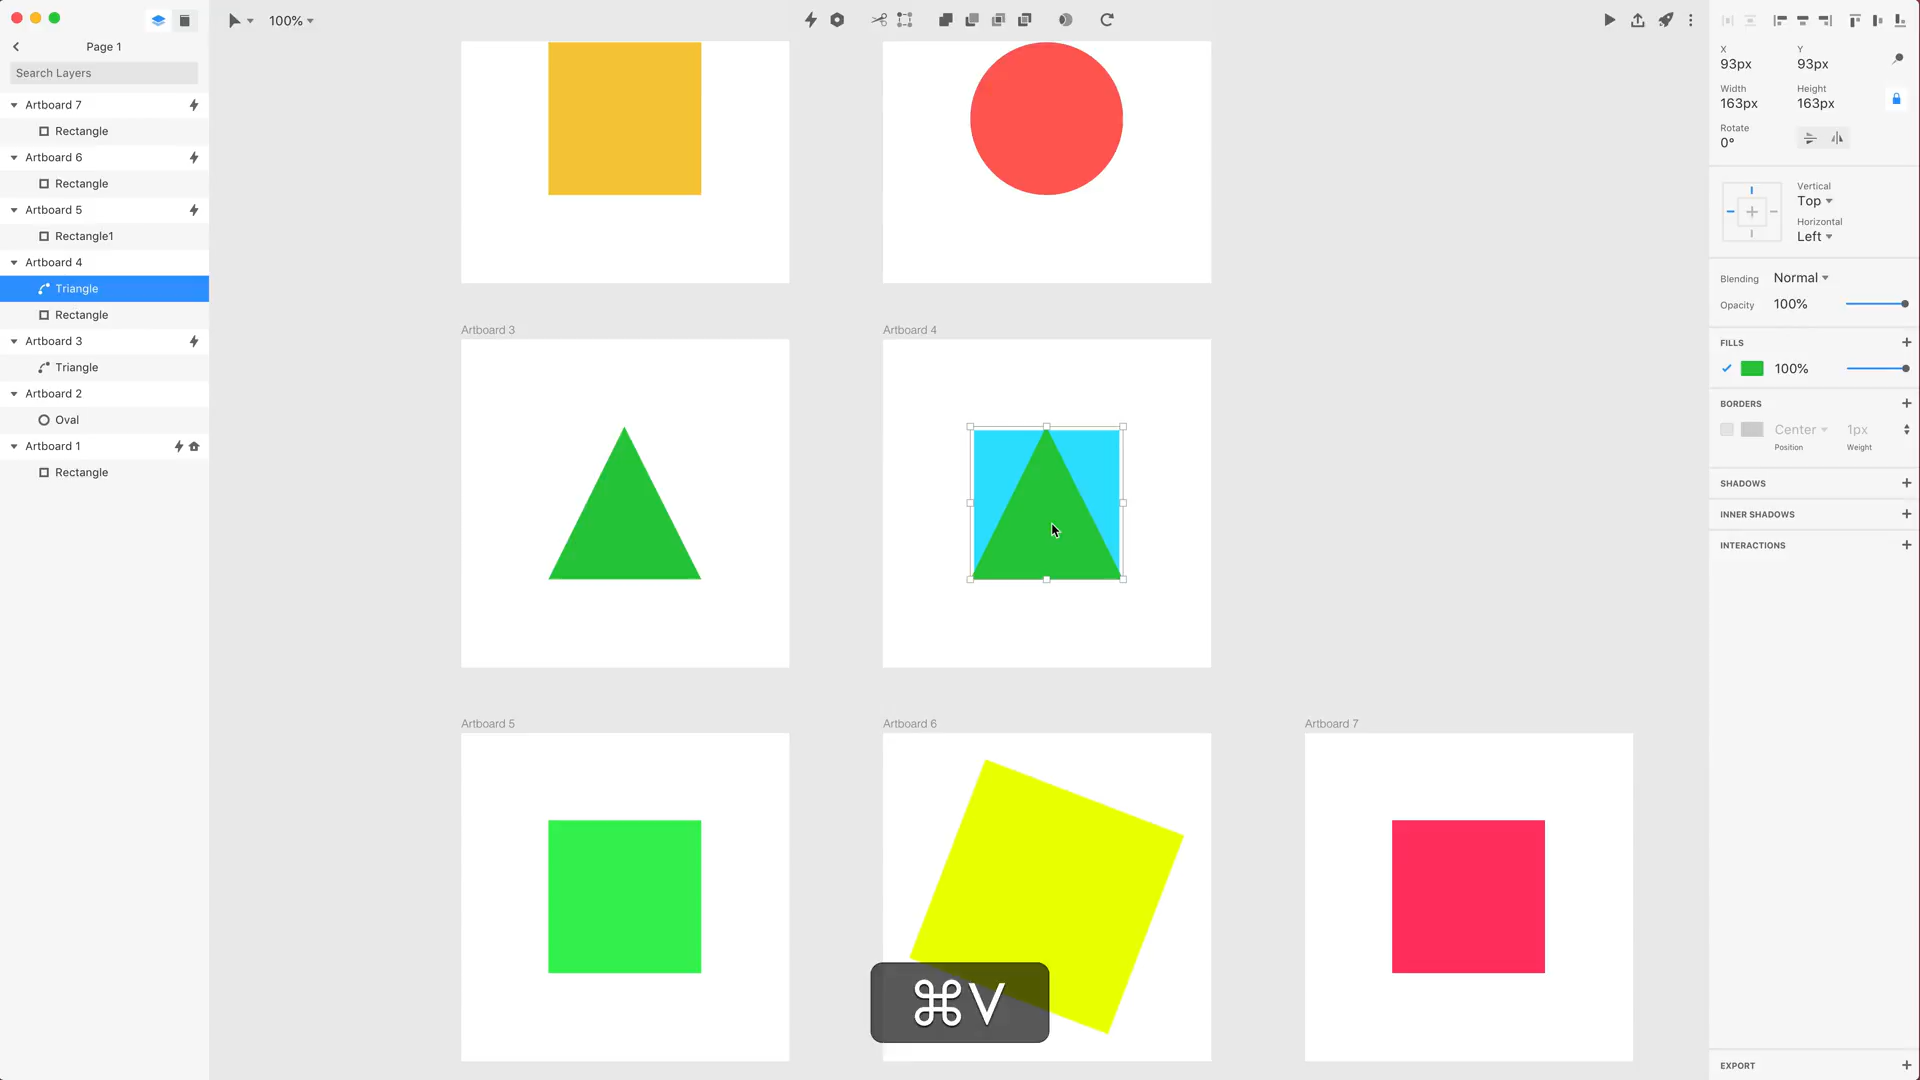 100%
Page 1
Search Layers
Artboard 7
Rectangle
Artboard 6
Rectangle
Artboard 5
Rectangle1
Artboard 4
Triangle
Rectangle
Artboard 3
Triangle
Artboard 2
Oval
Artboard 1
Rectangle
Artboard 3
Artboard 4
Artboard 5
Artboard 6
Artboard 7
⌘V
X
Y
93px
93px
Width
Height
163px
163px
Rotate
0°
Vertical
Top
Horizontal
Left
Blending
Normal
Opacity
100%
FILLS
100%
BORDERS
Center
1px
Position
Weight
SHADOWS
INNER SHADOWS
INTERACTIONS
EXPORT